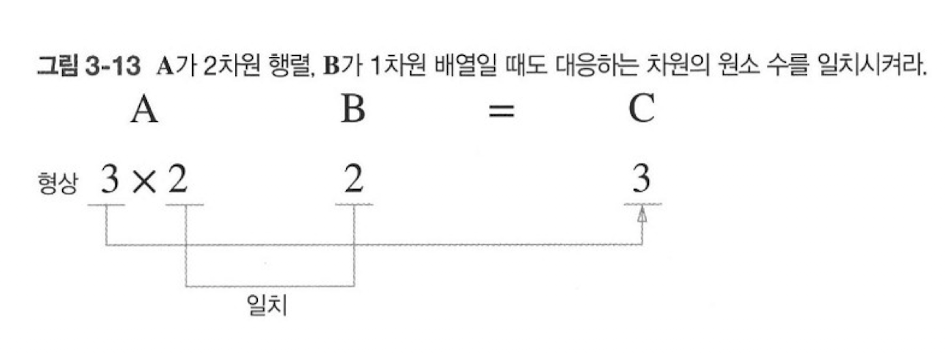 그림 3-13 A가 2차원 행렬, B가 1차원 배열일 때도 대응하는 차원의 원소 수를 일치시켜라.
A B = C
형상 3 × 2 2 3
일치